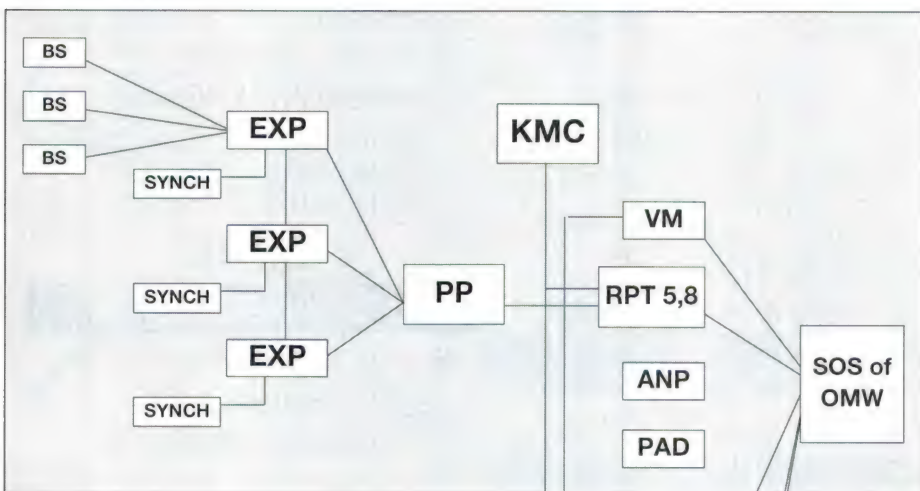 BS
BS
BS
EXP
SYNCH
EXP
SYNCH
EXP
SYNCH
PP
KMC
VM
RPT 5,8
ANP
PAD
SOS of
OMW